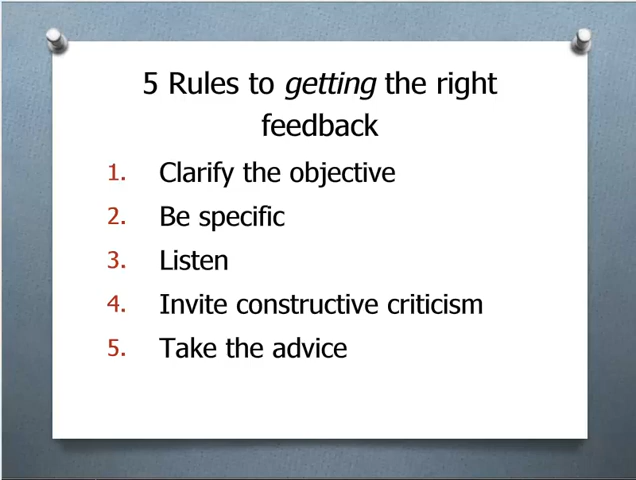 5 Rules to getting the right
feedback
1. Clarify the objective
2. Be specific
3. Listen
4. Invite constructive criticism
5. Take the advice